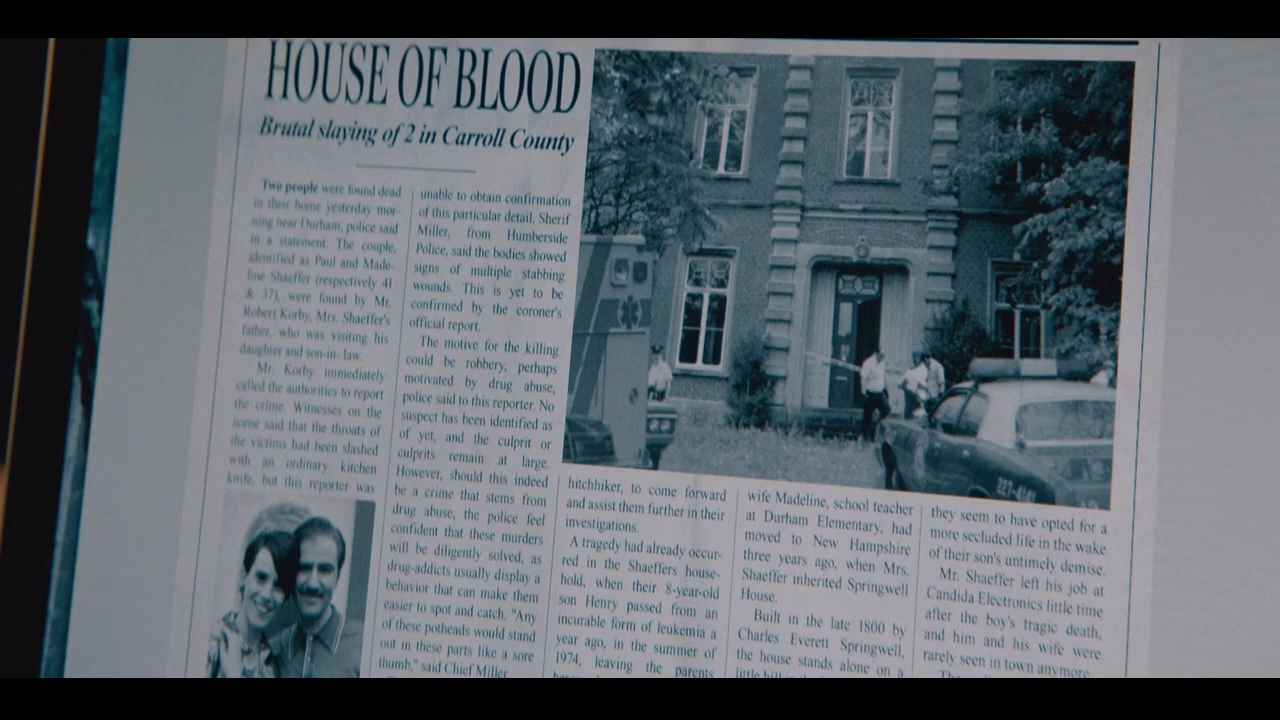 HOUSE OF BLOOD
Brutal slaying of 2 in Carroll County
Two people were found dead
in their home yesterday mor-
ning near Durham, police said
in a statement. The couple,
identified as Paul and Made-
line Shaeffer (respectively 41
& 37), were found by Mr.
Robert Korby, Mrs. Shaeffer's
father, who was visiting his
daughter and son-in- law.
Mr. Korby immediately
called the authorities to report
the crime. Witnesses on the
scene said that the throats of
the victims had been slashed
with an ordinary kitchen
knife, but this reporter was
unable to obtain confirmation
of this particular detail. Sherif
Miller, from Humberside
Police, said the bodies showed
signs of multiple stabbing
wounds. This is yet to be
confirmed by the coroner's
official report.
The motive for the killing
could be robbery, perhaps
motivated by drug abuse,
police said to this reporter. No
suspect has been identified as
of yet, and the culprit or
culprits remain at large.
However, should this indeed
be a crime that stems from
drug abuse, the police feel
confident that these murders
will be diligently solved, as
drug-addicts usually display a
behavior that can make them
easier to spot and catch. "Any
of these potheads would stand
out in these parts like a sore
thumb," said Chief Miller
hitchhiker, to come forward
and assist them further in their
investigations.
A tragedy had already occur-
red in the Shaeffers house-
hold, when their 8-year-old
son Henry passed from an
incurable form of leukemia a
year ago, in the summer of
1974, leaving the parents
wife Madeline, school teacher
at Durham Elementary, had
moved to New Hampshire
three years ago, when Mrs.
Shaeffer inherited Springwell
House.
Built in the late 1800 by
Charles Everett Springwell,
the house stands alone on a
little hill
they seem to have opted for a
more secluded life in the wake
of their son's untimely demise.
Mr. Shaeffer left his job at
Candida Electronics little time
after the boy's tragic death,
and him and his wife were
rarely seen in town anymore.
227-4141